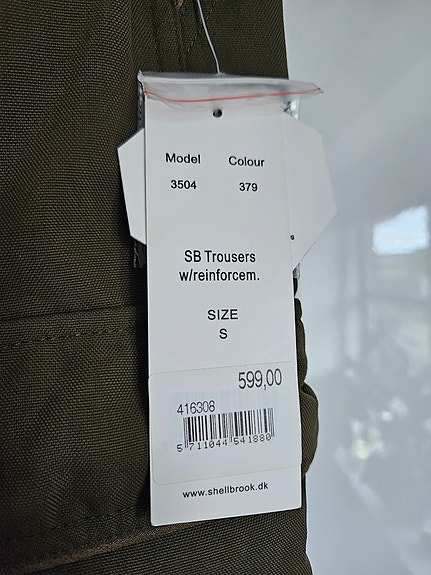 Model Colour
3504 379
SB Trousers
w/reinforcem.
SIZE
S
599,00
416308
5 711044 541880
www.shellbrook.dk